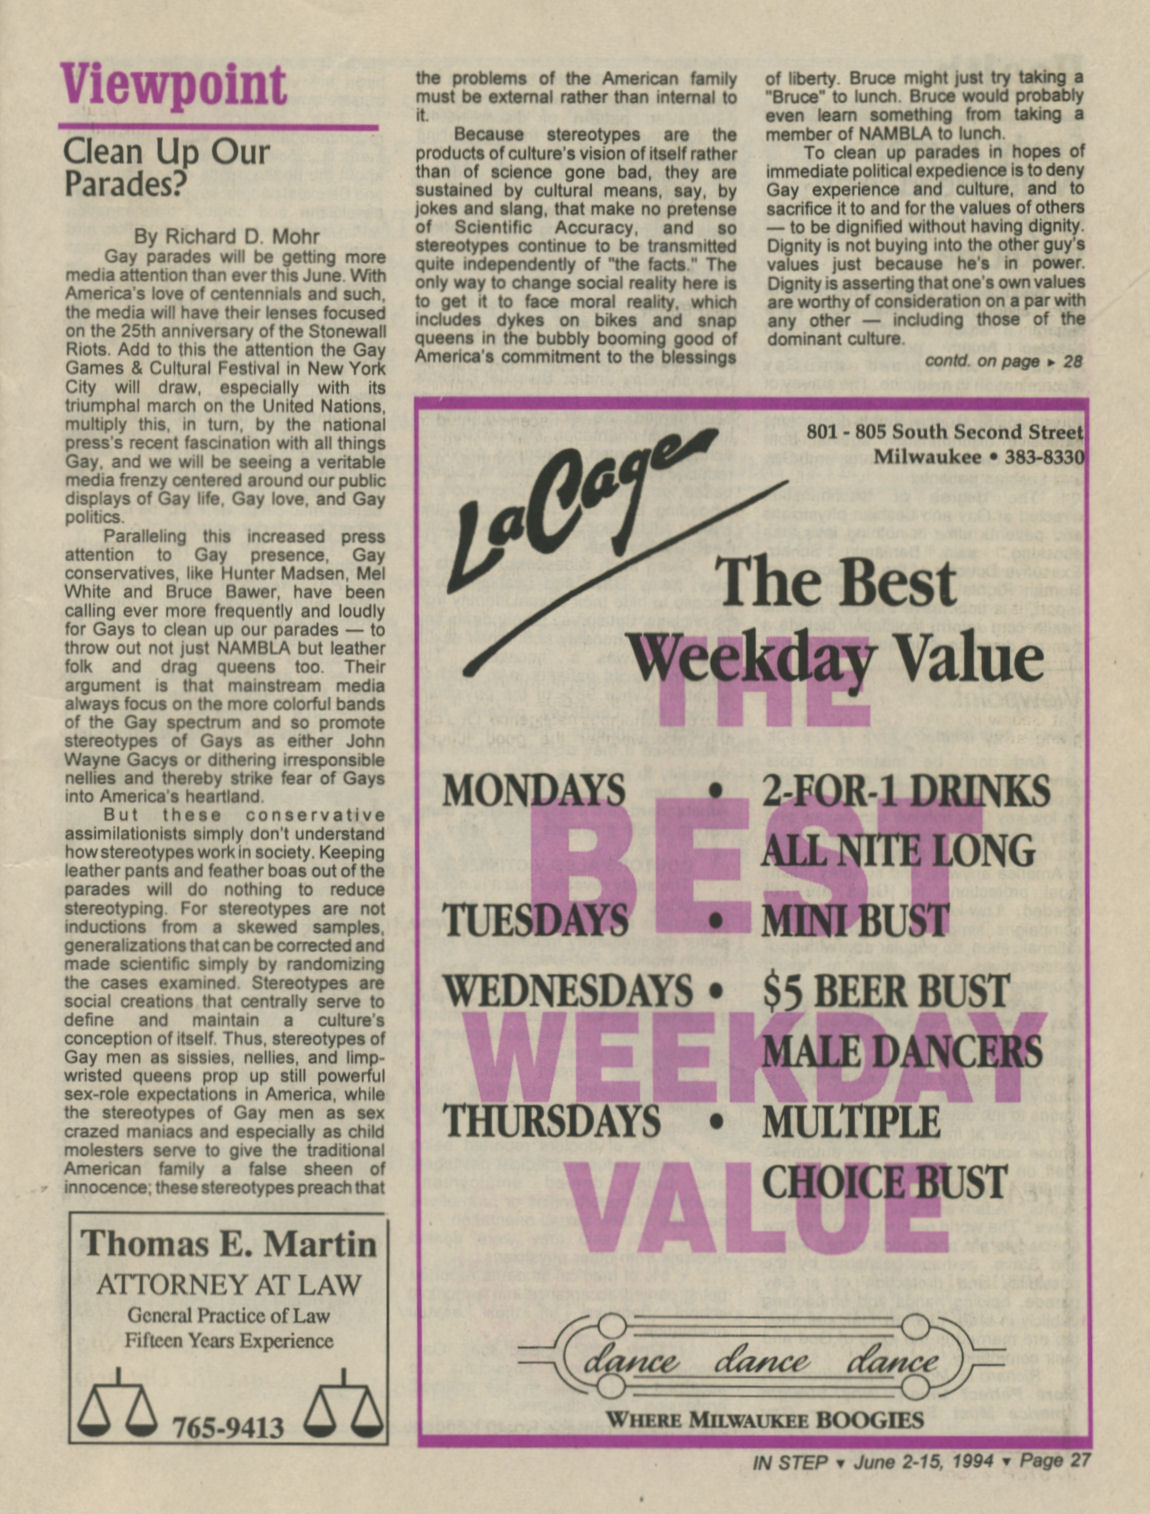 Viewpoint
Clean Up Our
Parades?
By Richard D. Mohr
Gay parades will be getting more
media attention than ever this June. With
America's love of centennials and such,
the media will have their lenses focused
on the 25th anniversary of the Stonewall
Riots. Add to this the attention the Gay
Games & Cultural Festival in New York
City will draw, especially with its
triumphal march on the United Nations,
multiply this, in turn, by the national
press's recent fascination with all things
Gay, and we will be seeing a veritable
media frenzy centered around our public
displays of Gay life, Gay love, and Gay
politics.
Paralleling this increased press
attention to Gay presence, Gay
conservatives, like Hunter Madsen, Mel
White and Bruce Bawer, have been
calling ever more frequently and loudly
for Gays to clean up our parades — to
throw out not just NAMBLA but leather
folk and drag queens too. Their
argument is that mainstream media
always focus on the more colorful bands
of the Gay spectrum and so promote
stereotypes of Gays as either John
Wayne Gacys or dithering irresponsible
nellies and thereby strike fear of Gays
into America's heartland.
But these conservative
assimilationists simply don't understand
how stereotypes work in society. Keeping
leather pants and feather boas out of the
parades will do nothing to reduce
stereotyping. For stereotypes are not
inductions from a skewed samples,
generalizations that can be corrected and
made scientific simply by randomizing
the cases examined. Stereotypes are
social creations that centrally serve to
define and maintain a culture's
conception of itself. Thus, stereotypes of
Gay men as sissies, nellies, and limp-
wristed queens prop up still powerful
sex-role expectations in America, while
the stereotypes of Gay men as sex
crazed maniacs and especially as child
molesters serve to give the traditional
American family a false sheen of
innocence; these stereotypes preach that
the problems of the American family
must be external rather than internal to
it.
Because stereotypes are the
products of culture's vision of itself rather
than of science gone bad, they are
sustained by cultural means, say, by
jokes and slang, that make no pretense
of Scientific Accuracy, and so
stereotypes continue to be transmitted
quite independently of "the facts." The
only way to change social reality here is
to get it to face moral reality, which
includes dykes on bikes and snap
queens in the bubbly booming good of
America's commitment to the blessings
of liberty. Bruce might just try taking a
"Bruce" to lunch. Bruce would probably
even learn something from taking a
member of NAMBLA to lunch.
To clean up parades in hopes of
immediate political expedience is to deny
Gay experience and culture, and to
sacrifice it to and for the values of others
— to be dignified without having dignity.
Dignity is not buying into the other guy's
values just because he's in power.
Dignity is asserting that one's own values
are worthy of consideration on a par with
any other — including those of the
dominant culture.
contd. on page ▸ 28
Thomas E. Martin
ATTORNEY AT LAW
General Practice of Law
Fifteen Years Experience
765-9413
LaCage
801 - 805 South Second Street
Milwaukee • 383-8330
The Best
Weekday Value
THE
BEST
WEEKDAY
VALUE
MONDAYS • 2-FOR-1 DRINKS
ALL NITE LONG
TUESDAYS • MINI BUST
WEDNESDAYS • $5 BEER BUST
MALE DANCERS
THURSDAYS • MULTIPLE
CHOICE BUST
dance dance dance
WHERE MILWAUKEE BOOGIES
IN STEP ▾ June 2-15, 1994 ▾ Page 27